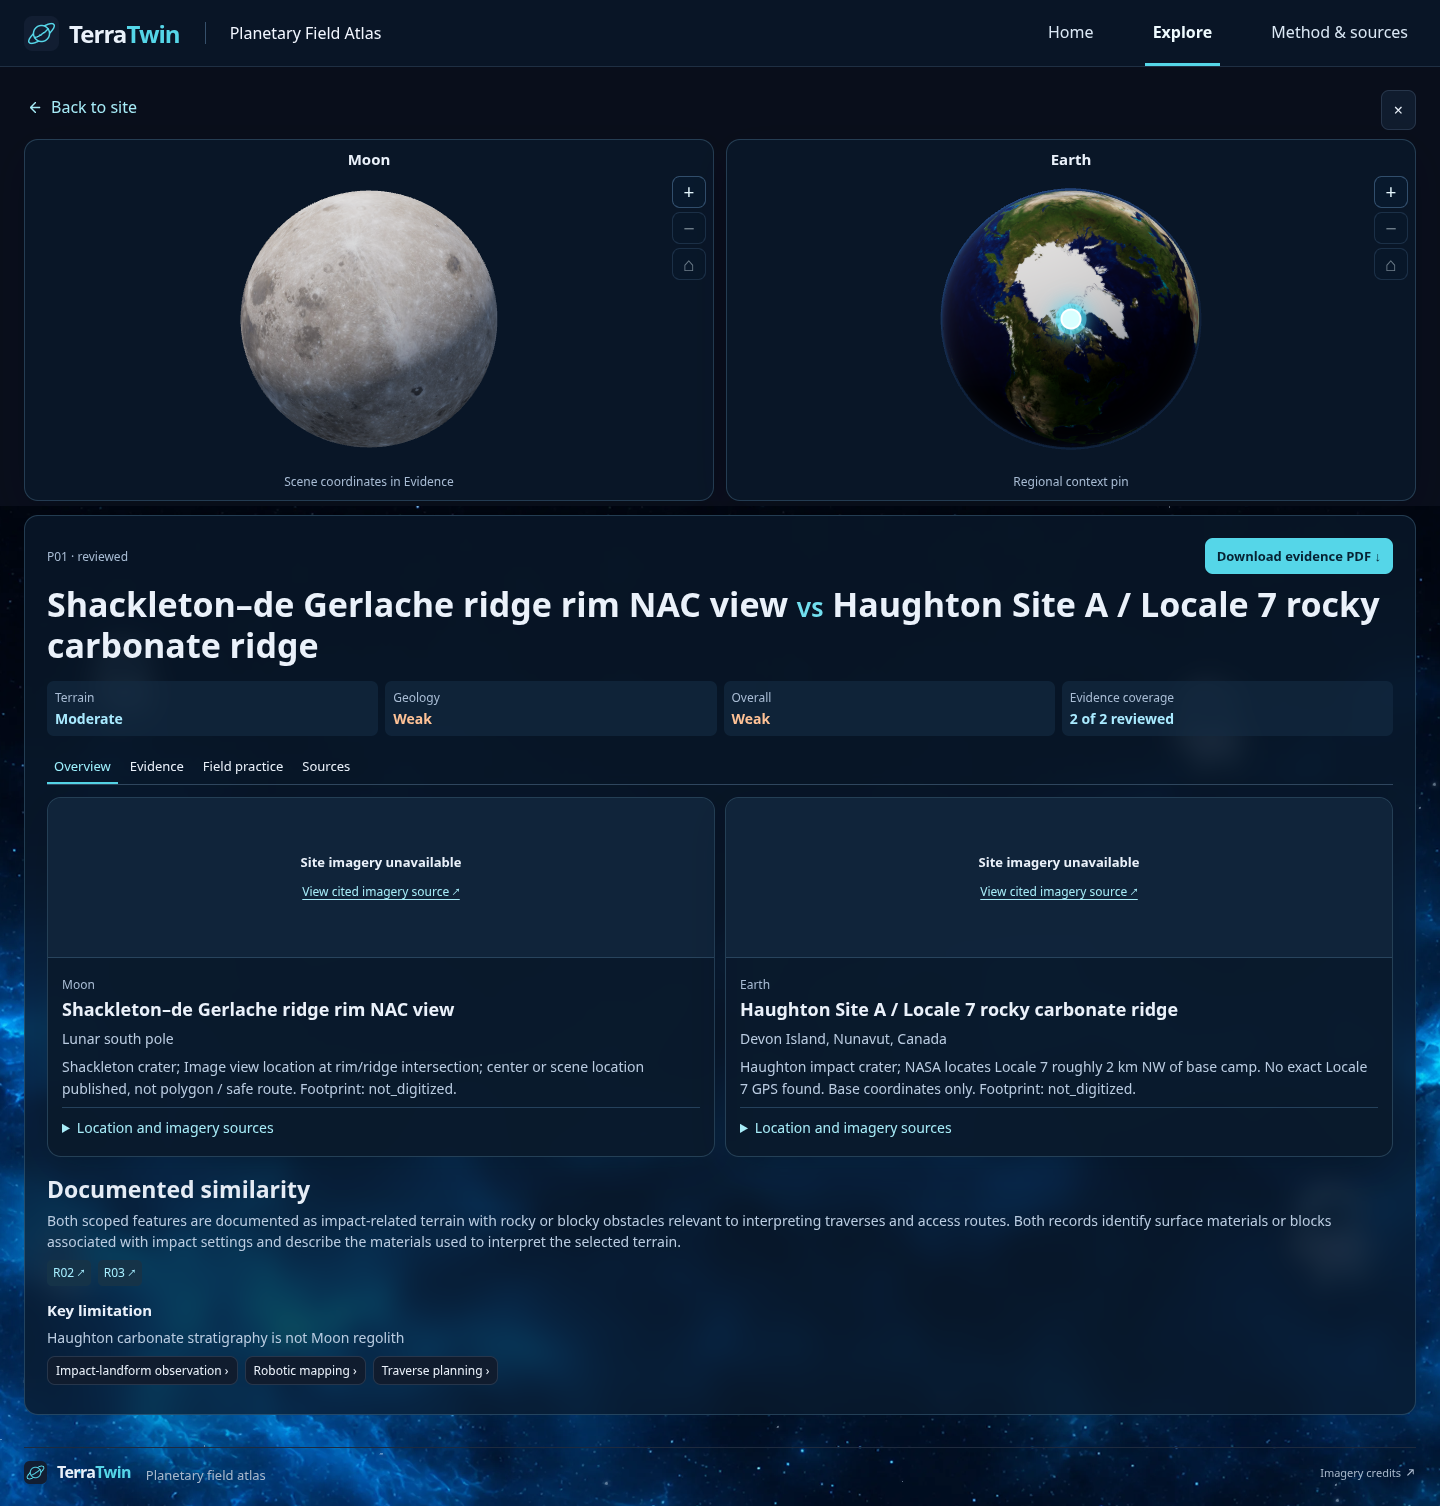 TerraTwin
Planetary Field Atlas
Home
Explore
Method & sources
← Back to site
×
Moon
+
−
⌂
Scene coordinates in Evidence
Earth
+
−
⌂
Regional context pin
P01 · reviewed
Download evidence PDF ↓
Shackleton–de Gerlache ridge rim NAC view vs Haughton Site A / Locale 7 rocky
carbonate ridge
Terrain
Moderate
Geology
Weak
Overall
Weak
Evidence coverage
2 of 2 reviewed
Overview
Evidence
Field practice
Sources
Site imagery unavailable
View cited imagery source ↗
Moon
Shackleton–de Gerlache ridge rim NAC view
Lunar south pole
Shackleton crater; Image view location at rim/ridge intersection; center or scene location
published, not polygon / safe route. Footprint: not_digitized.
▶ Location and imagery sources
Site imagery unavailable
View cited imagery source ↗
Earth
Haughton Site A / Locale 7 rocky carbonate ridge
Devon Island, Nunavut, Canada
Haughton impact crater; NASA locates Locale 7 roughly 2 km NW of base camp. No exact Locale
7 GPS found. Base coordinates only. Footprint: not_digitized.
▶ Location and imagery sources
Documented similarity
Both scoped features are documented as impact-related terrain with rocky or blocky obstacles relevant to interpreting traverses and access routes. Both records identify surface materials or blocks
associated with impact settings and describe the materials used to interpret the selected terrain.
R02 ↗
R03 ↗
Key limitation
Haughton carbonate stratigraphy is not Moon regolith
Impact-landform observation ›
Robotic mapping ›
Traverse planning ›
TerraTwin
Planetary field atlas
Imagery credits ↗